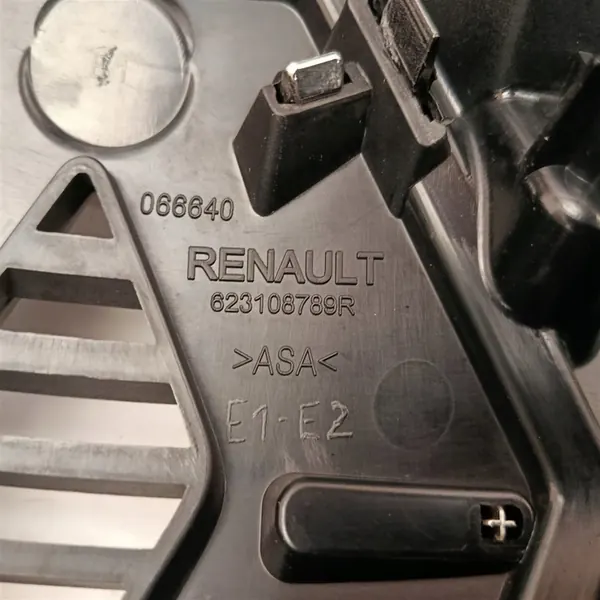 066640
RENAULT
623108789R
>ASA<
E1-E2